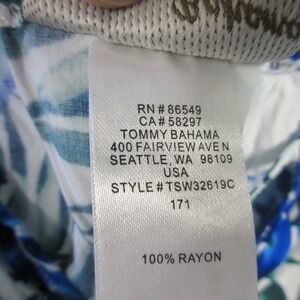 RN # 86549
CA # 58297
TOMMY BAHAMA
400 FAIRVIEW AVE N
SEATTLE, WA 98109
USA
STYLE # TSW32619C
171
100% RAYON